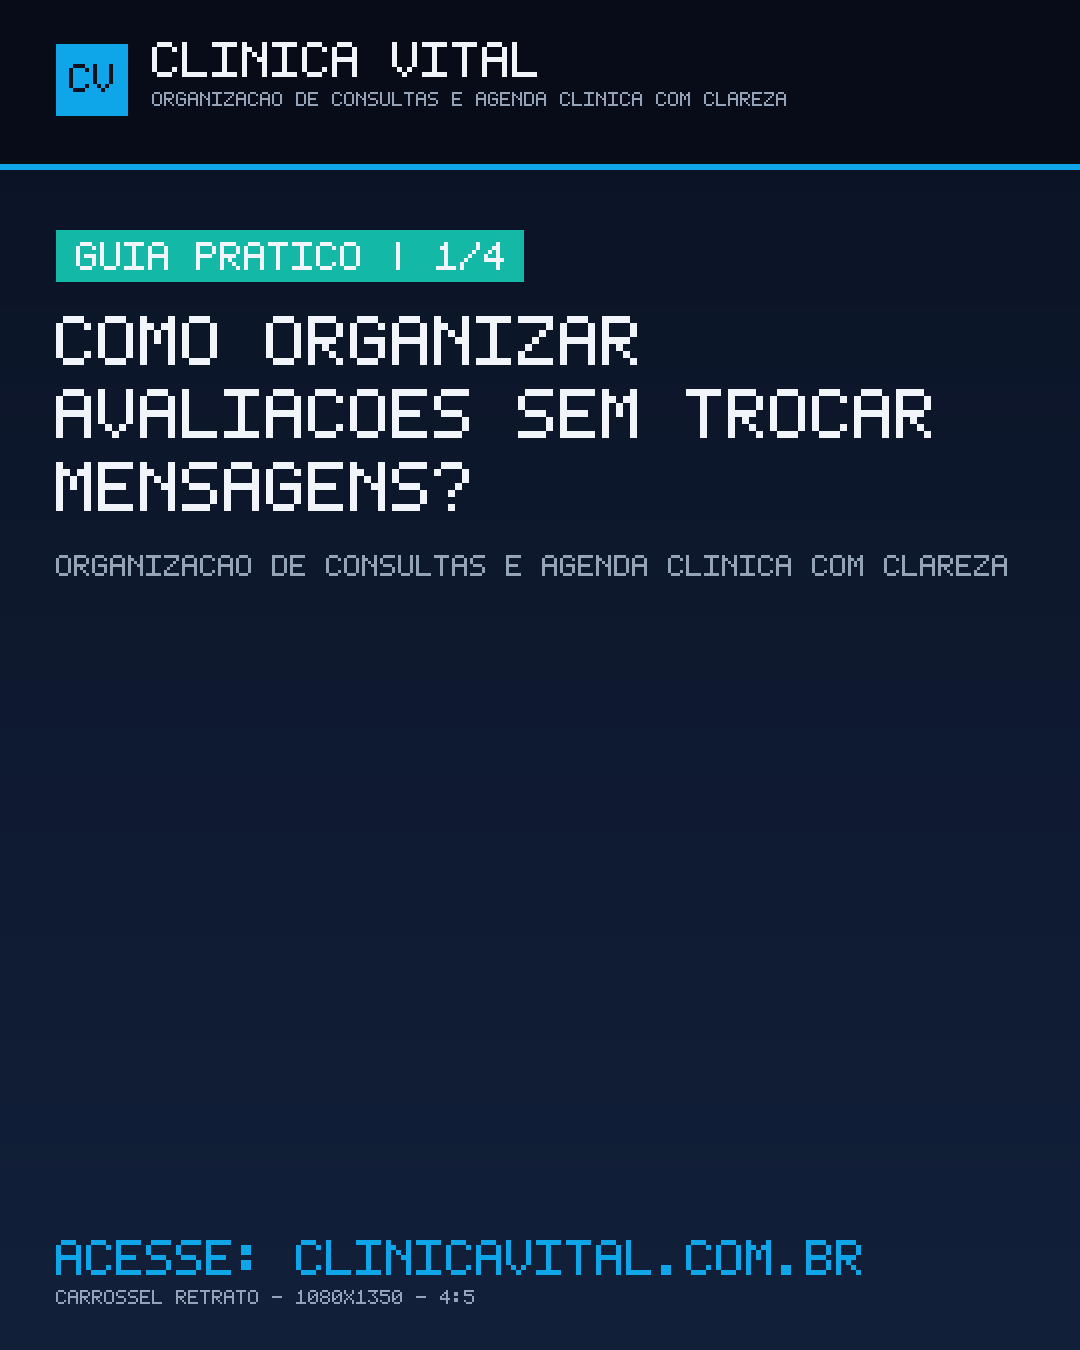 CV
CLINICA VITAL
ORGANIZACAO DE CONSULTAS E AGENDA CLINICA COM CLAREZA
GUIA PRATICO | 1/4
COMO ORGANIZAR
AVALIACOES SEM TROCAR
MENSAGENS?
ORGANIZACAO DE CONSULTAS E AGENDA CLINICA COM CLAREZA
ACESSE: CLINICAVITAL.COM.BR
CARROSSEL RETRATO - 1080X1350 - 4:5